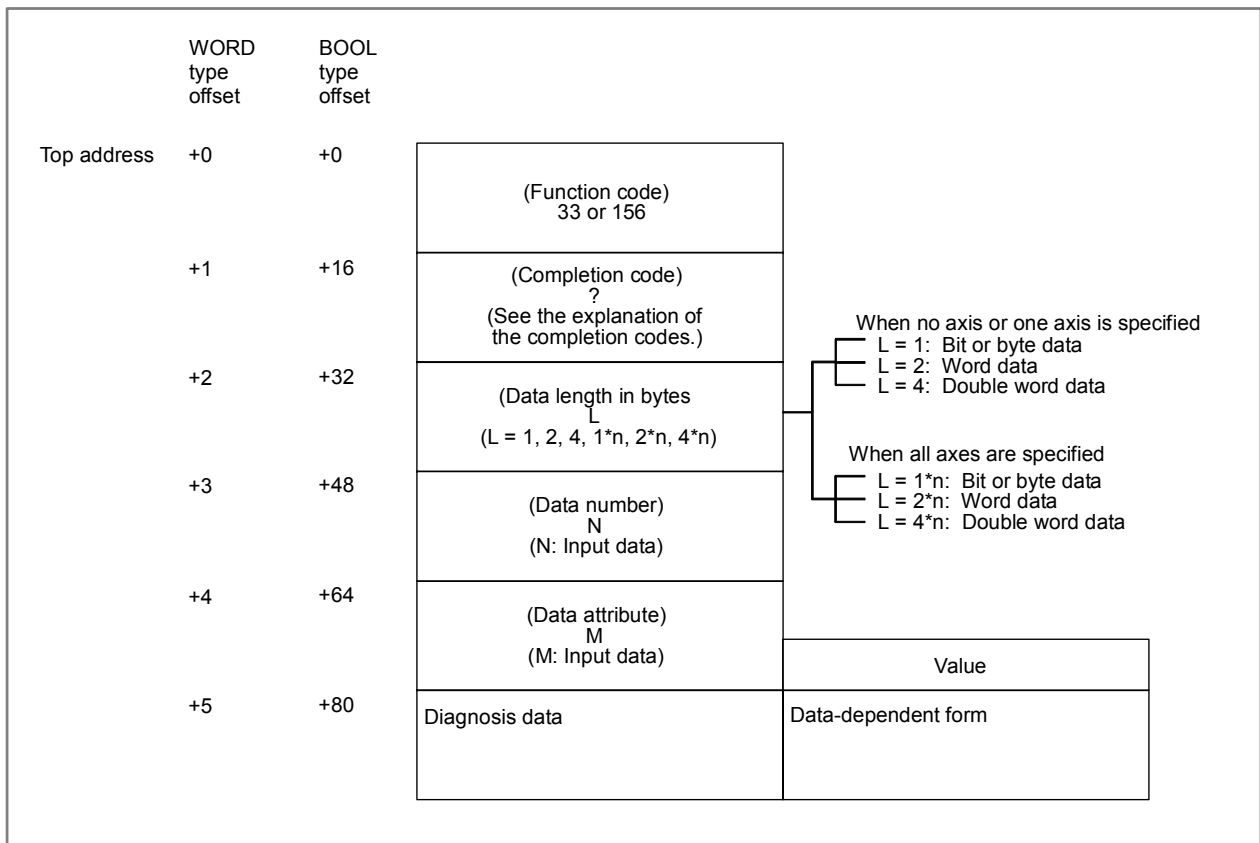 WORD
type
offset
BOOL
type
offset
Top address +0 +0
(Function code)
33 or 156
+1 +16
(Completion code)
?
(See the explanation of
the completion codes.)
When no axis or one axis is specified
L = 1: Bit or byte data
L = 2: Word data
L = 4: Double word data
+2 +32
(Data length in bytes
L
(L = 1, 2, 4, 1*n, 2*n, 4*n)
When all axes are specified
L = 1*n: Bit or byte data
L = 2*n: Word data
L = 4*n: Double word data
+3 +48
(Data number)
N
(N: Input data)
+4 +64
(Data attribute)
M
(M: Input data)
Value
+5 +80
Diagnosis data
Data-dependent form